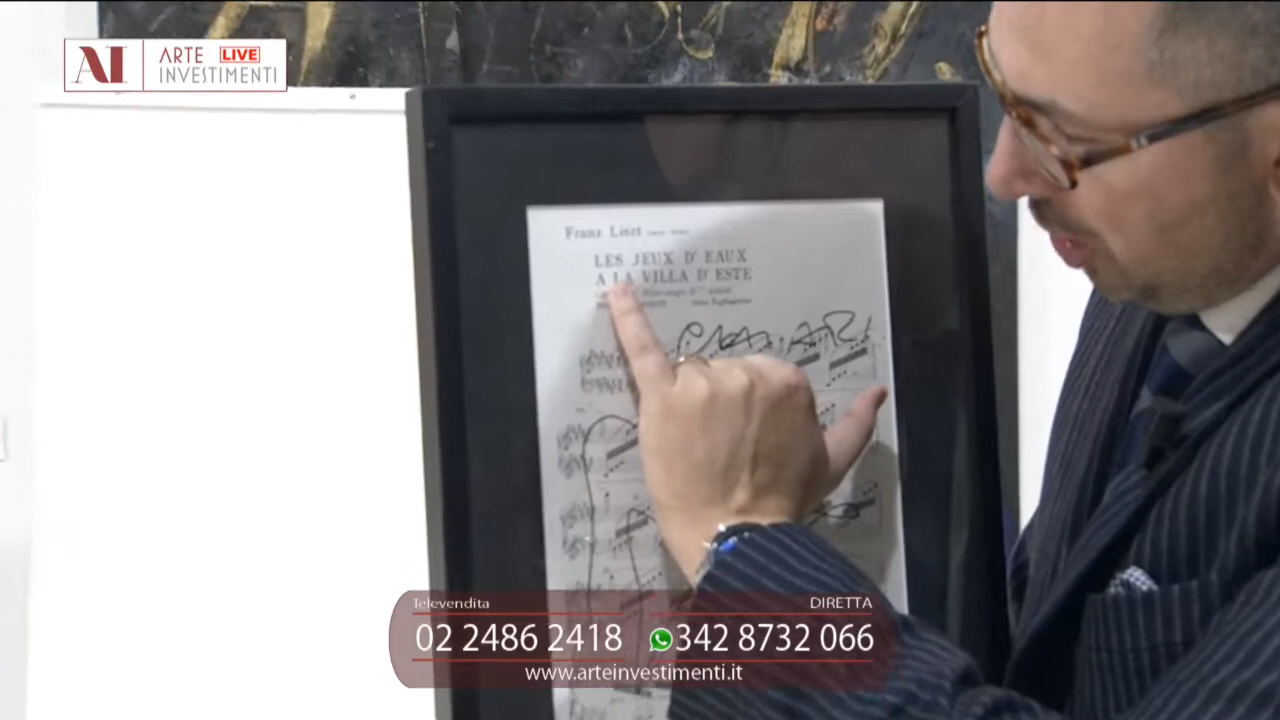 AI ARTE LIVE
INVESTIMENTI
Franz Liszt
LES JEUX D' EAUX
A LA VILLA D' ESTE
Televendita
DIRETTA
02 2486 2418
342 8732 066
www.arteinvestimenti.it